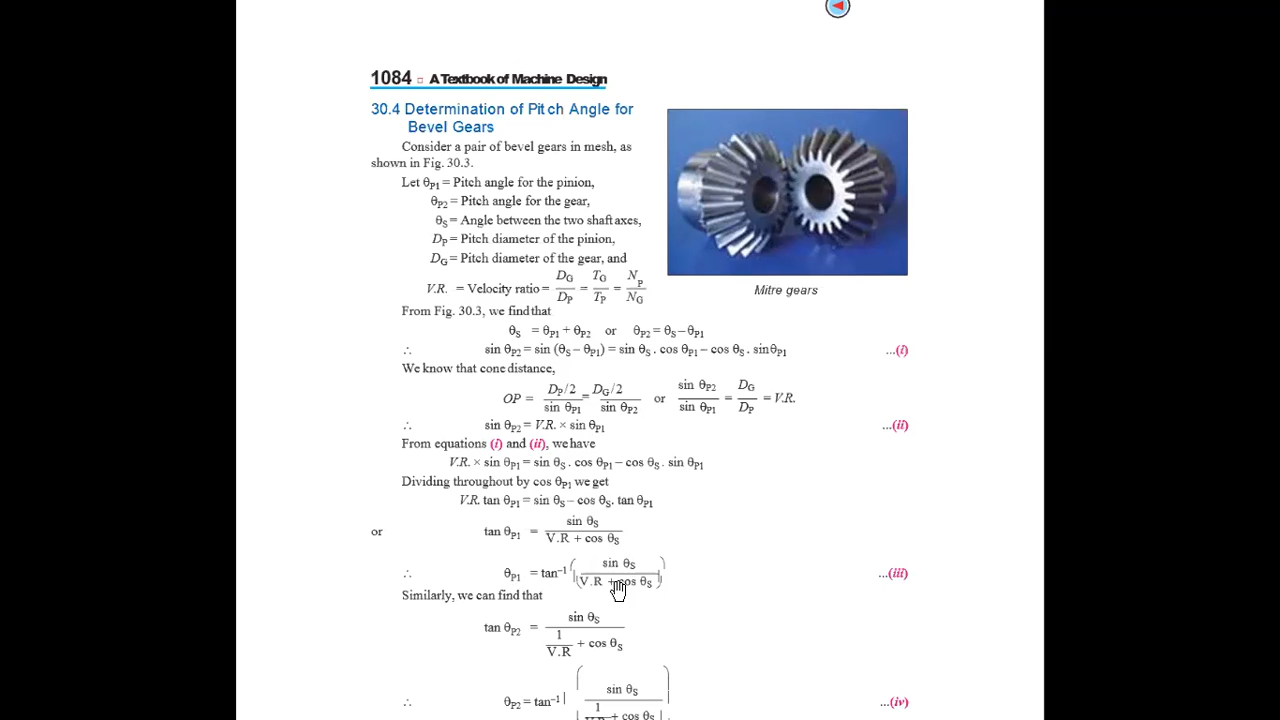 1084 □ A Textbook of Machine Design
30.4 Determination of Pitch Angle for
Bevel Gears
Consider a pair of bevel gears in mesh, as
shown in Fig. 30.3.
Let θP1 = Pitch angle for the pinion,
θP2 = Pitch angle for the gear,
θS = Angle between the two shaft axes,
DP = Pitch diameter of the pinion,
DG = Pitch diameter of the gear, and
V.R. = Velocity ratio = DG/DP = TG/TP = Np/NG
Mitre gears
From Fig. 30.3, we find that
θS = θP1 + θP2 or θP2 = θS – θP1
∴ sin θP2 = sin (θS – θP1) = sin θS . cos θP1 – cos θS . sin θP1 ...(i)
We know that cone distance,
OP = (DP / 2)/(sin θP1) = (DG / 2)/(sin θP2) or (sin θP2)/(sin θP1) = DG/DP = V.R.
∴ sin θP2 = V.R. × sin θP1 ...(ii)
From equations (i) and (ii), we have
V.R. × sin θP1 = sin θS . cos θP1 – cos θS . sin θP1
Dividing throughout by cos θP1 we get
V.R. tan θP1 = sin θS – cos θS. tan θP1
or tan θP1 = (sin θS)/(V.R + cos θS)
∴ θP1 = tan–1 ((sin θS)/(V.R + cos θS)) ...(iii)
Similarly, we can find that
tan θP2 = (sin θS)/(1/V.R + cos θS)
∴ θP2 = tan–1 ((sin θS)/(1/V.R + cos θS)) ...(iv)